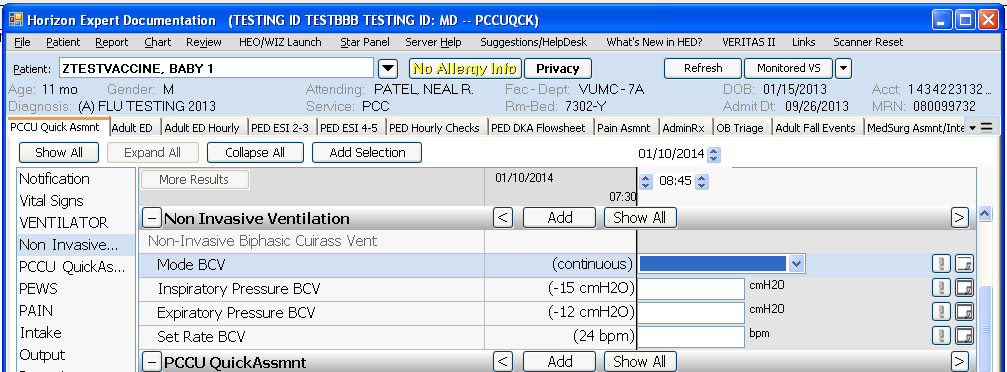 Horizon Expert Documentation (TESTING ID TESTBBB TESTING ID: MD -- PCCUQCK)
File Patient Report Chart Review HEO/WIZ Launch Star Panel Server Help Suggestions/HelpDesk What's New in HED? VERITAS II Links Scanner Reset
Patient: ZTESTVACCINE, BABY 1 No Allergy Info Privacy Refresh Monitored VS
Age: 11 mo Gender: M Attending: PATEL, NEAL R. Fac-Dept: VUMC-7A DOB: 01/15/2013 Acct 1434223132...
Diagnosis: (A) FLU TESTING 2013 Service: PCC Rm-Bed: 7302-Y Admit Dt: 09/26/2013 MRN: 080099732
PCCU Quick Asmnt Adult ED Adult ED Hourly PED ESI 2-3 PED ESI 4-5 PED Hourly Checks PED DKA Flowsheet Pain Asmnt AdminRx OB Triage Adult Fall Events MedSurg Asmnt/Inte
Show All Expand All Collapse All Add Selection 01/10/2014
Notification More Results 01/10/2014 08:45
Vital Signs 07:30
VENTILATOR Non Invasive Ventilation < Add Show All >
Non Invasive... Non-Invasive Biphasic Cuirass Vent
PCCU QuickAs... Mode BCV (continuous)
PEWS Inspiratory Pressure BCV (-15 cmH2O) cmH2O
PAIN Expiratory Pressure BCV (-12 cmH2O) cmH2O
Intake Set Rate BCV (24 bpm) bpm
Output PCCU QuickAssmnt < Add Show All >